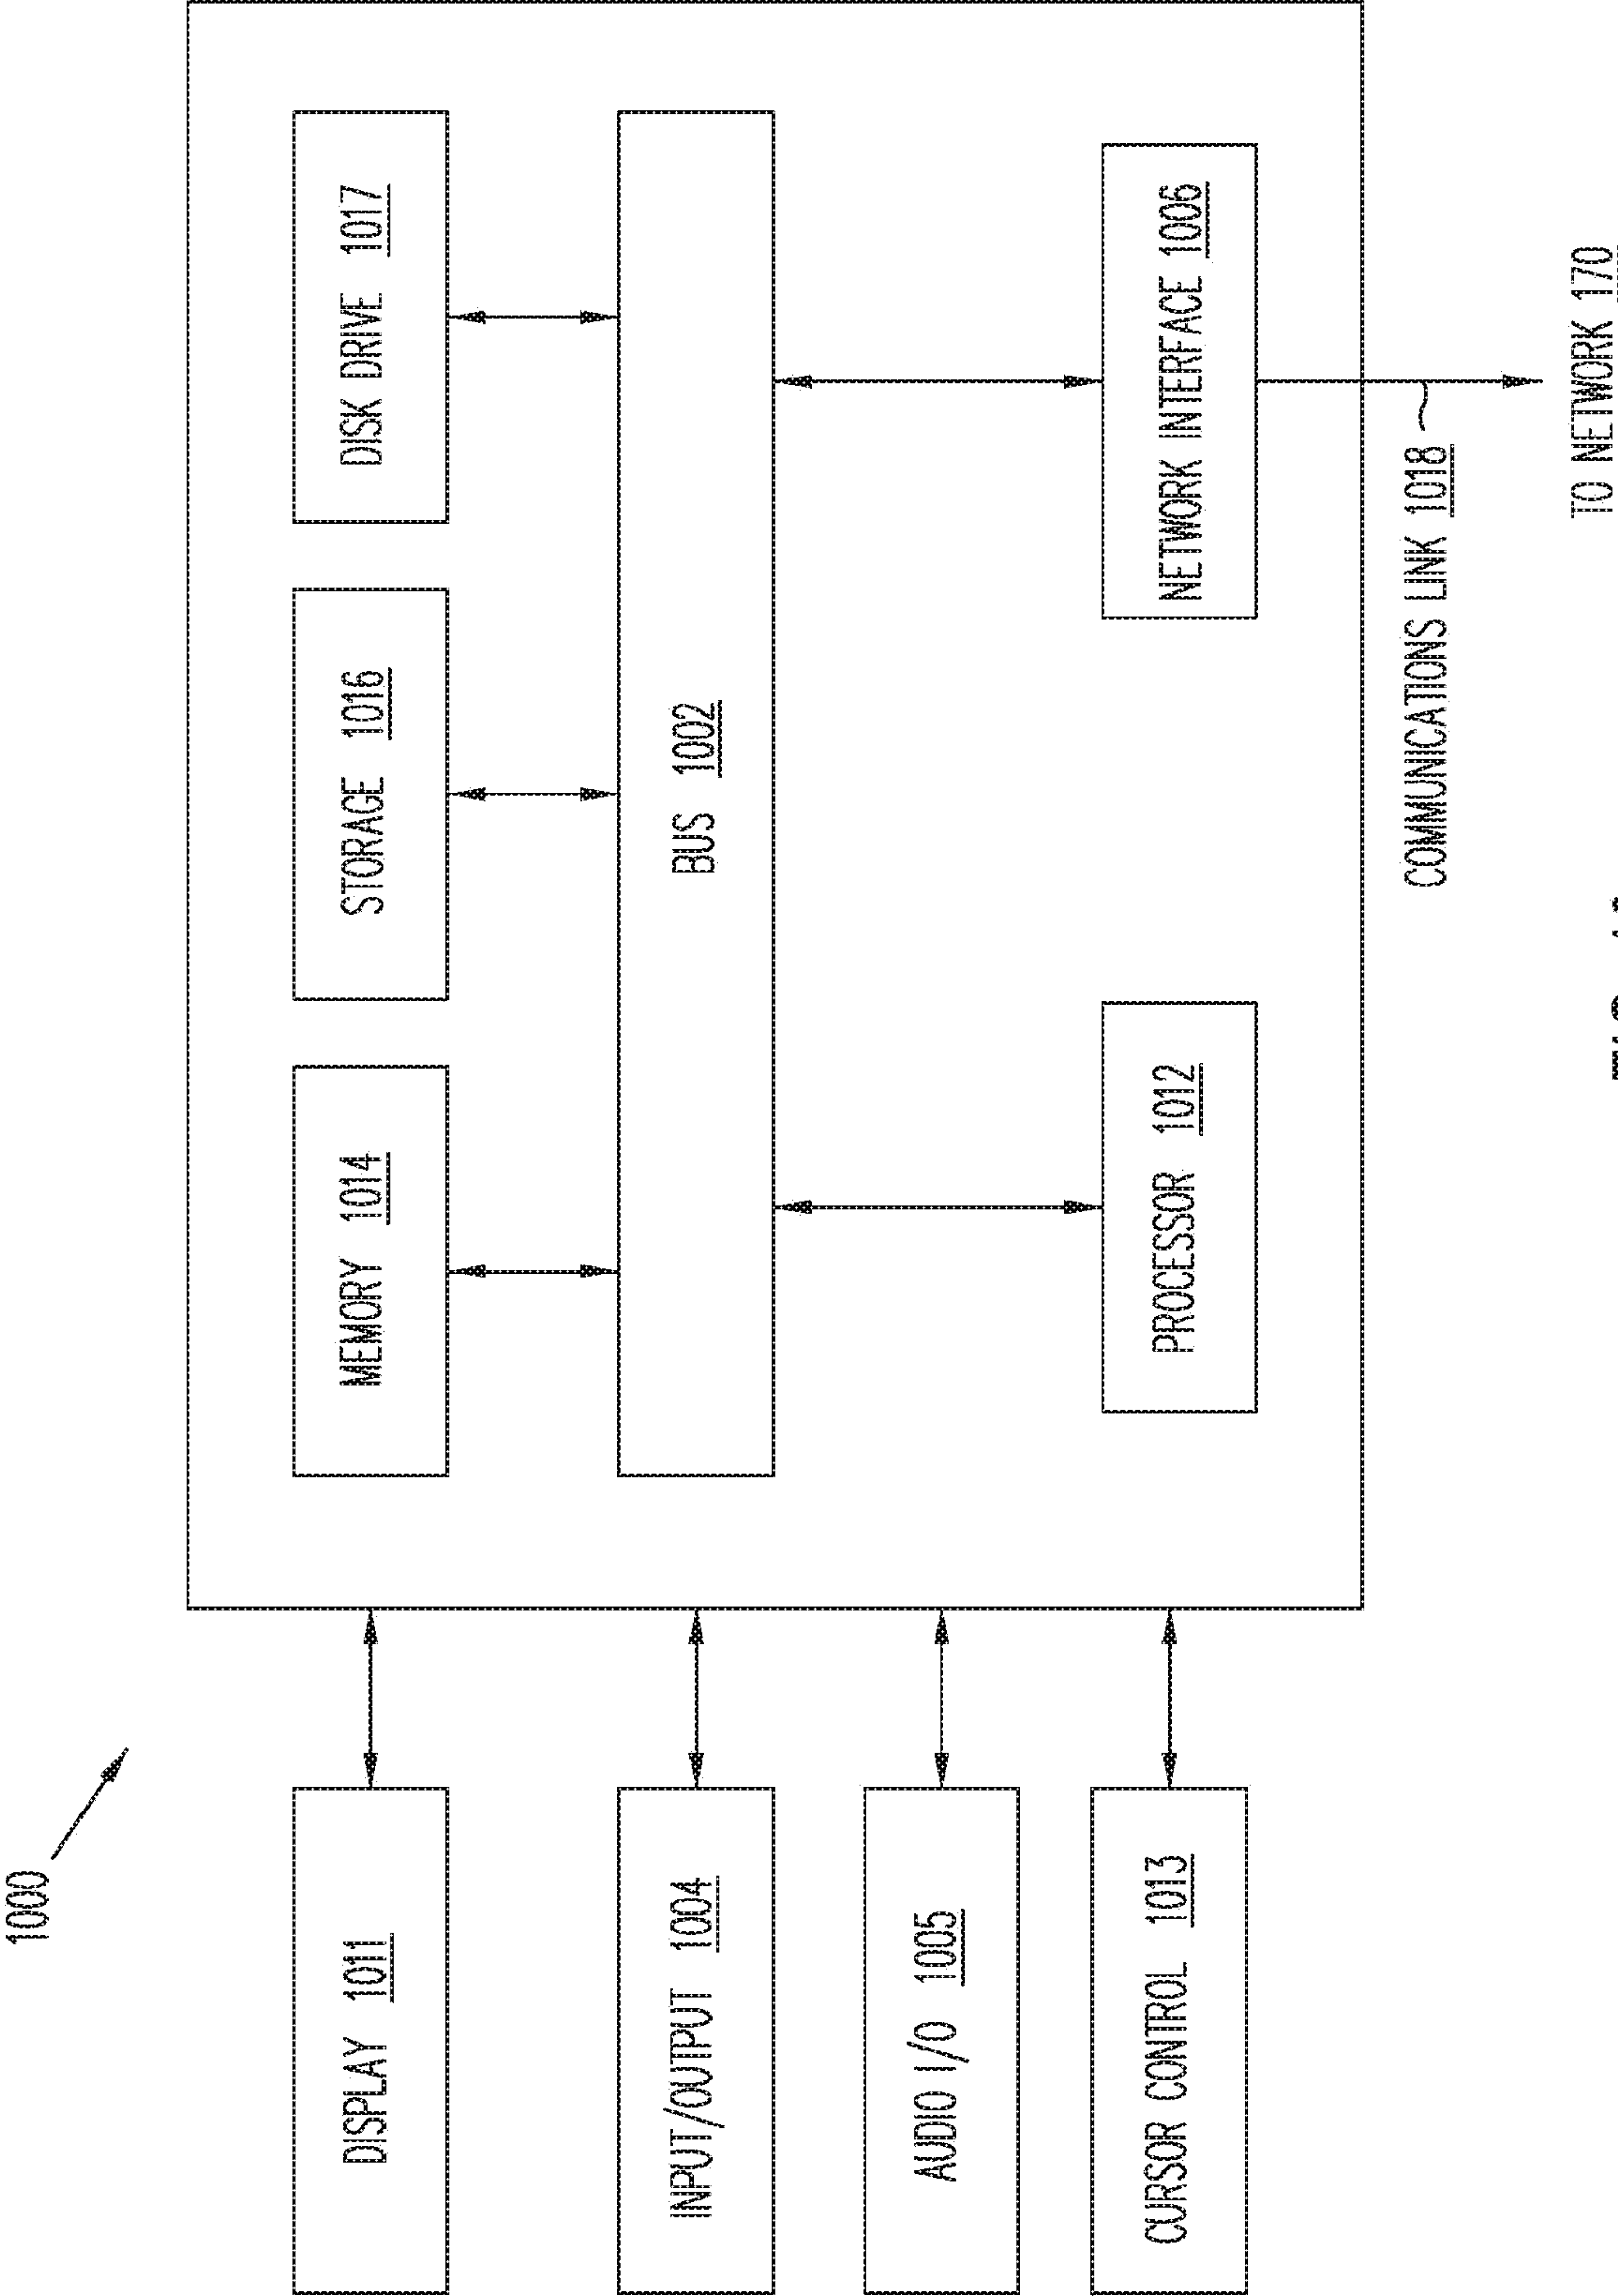 1000
DISPLAY 1011
INPUT/OUTPUT 1004
AUDIO I/O 1005
CURSOR CONTROL 1013
MEMORY 1014
STORAGE 1016
DISK DRIVE 1017
BUS 1002
PROCESSOR 1012
NETWORK INTERFACE 1006
COMMUNICATIONS LINK 1018
TO NETWORK 170